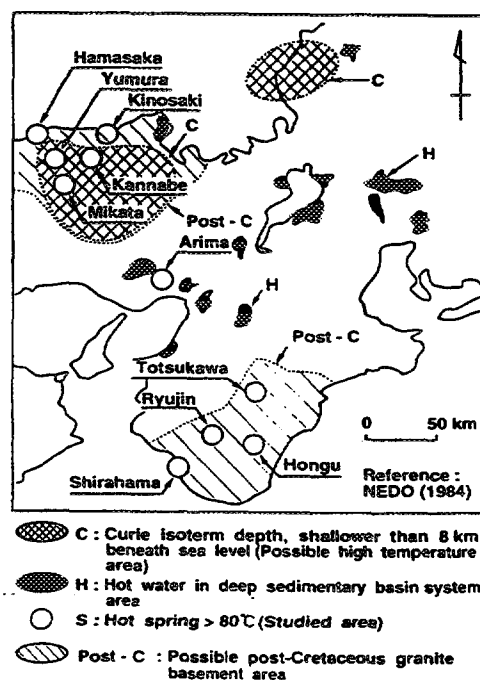 Hamasaka
Yumura
Kinosaki
C
C
H
Kannabe
Mikata
Post - C
Arima
H
Post - C
Totsukawa
Ryujin
0 50 km
Hongu
Shirahama
Reference :
NEDO (1984)
C : Curie isoterm depth, shallower than 8 km
beneath sea level (Possible high temperature
area)
H : Hot water in deep sedimentary basin system
area
S : Hot spring > 80℃ (Studied area)
Post - C : Possible post-Cretaceous granite
basement area